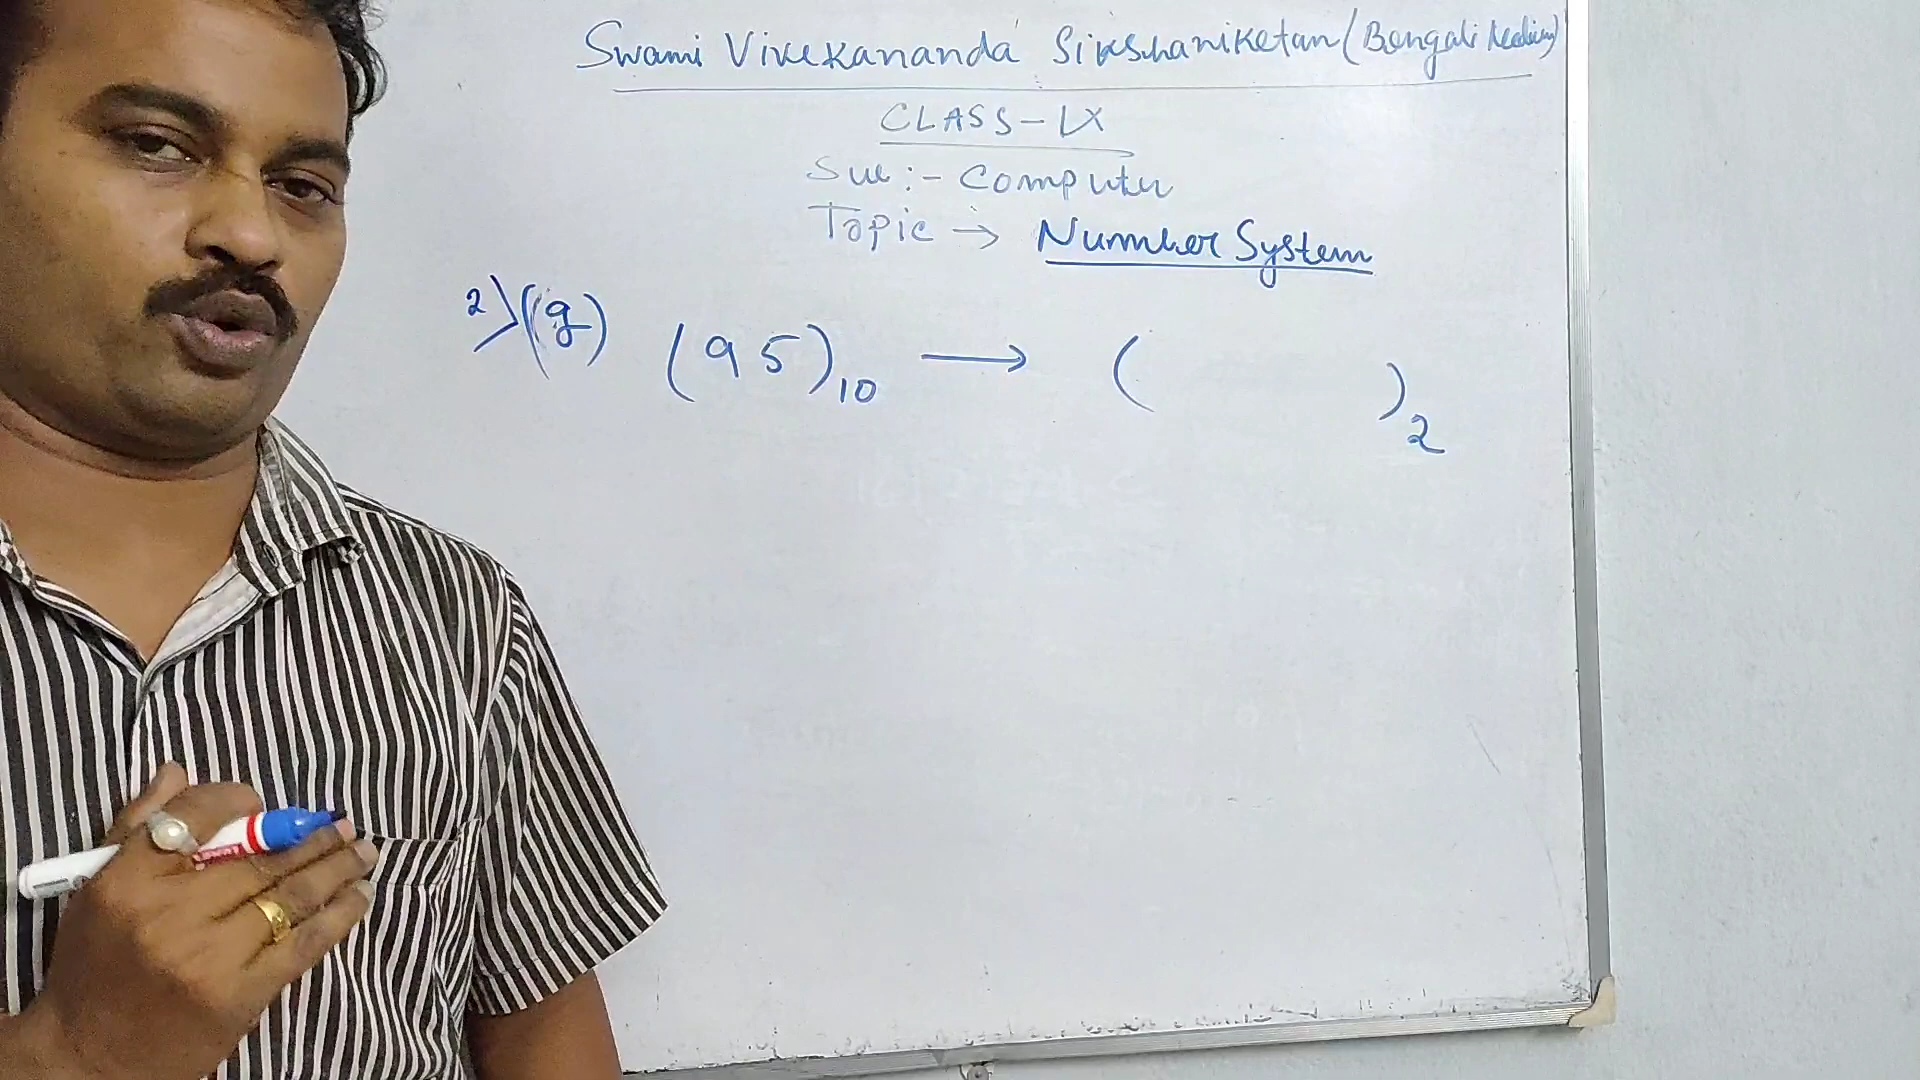 Swami Vivekananda Sikshaniketan (Bengali Medium)
CLASS-IX
Sub :- Computer
Topic → Number System
2) (g) (95)10 → ( )2